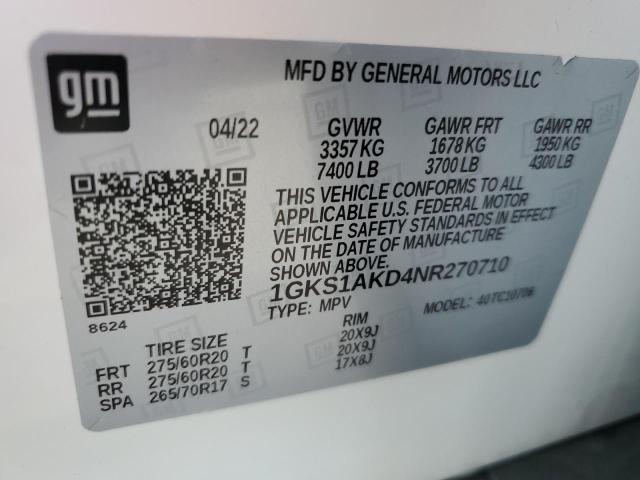 gm
MFD BY GENERAL MOTORS LLC
04/22 GVWR GAWR FRT GAWR RR
3357 KG 1678 KG 1950 KG
7400 LB 3700 LB 4300 LB
THIS VEHICLE CONFORMS TO ALL
APPLICABLE U.S. FEDERAL MOTOR
VEHICLE SAFETY STANDARDS IN EFFECT
ON THE DATE OF MANUFACTURE
SHOWN ABOVE.
1GKS1AKD4NR270710
TYPE: MPV MODEL: 40TC10706
8624
TIRE SIZE RIM
FRT 275/60R20 T 20X9J
RR 275/60R20 T 20X9J
SPA 265/70R17 S 17X8J